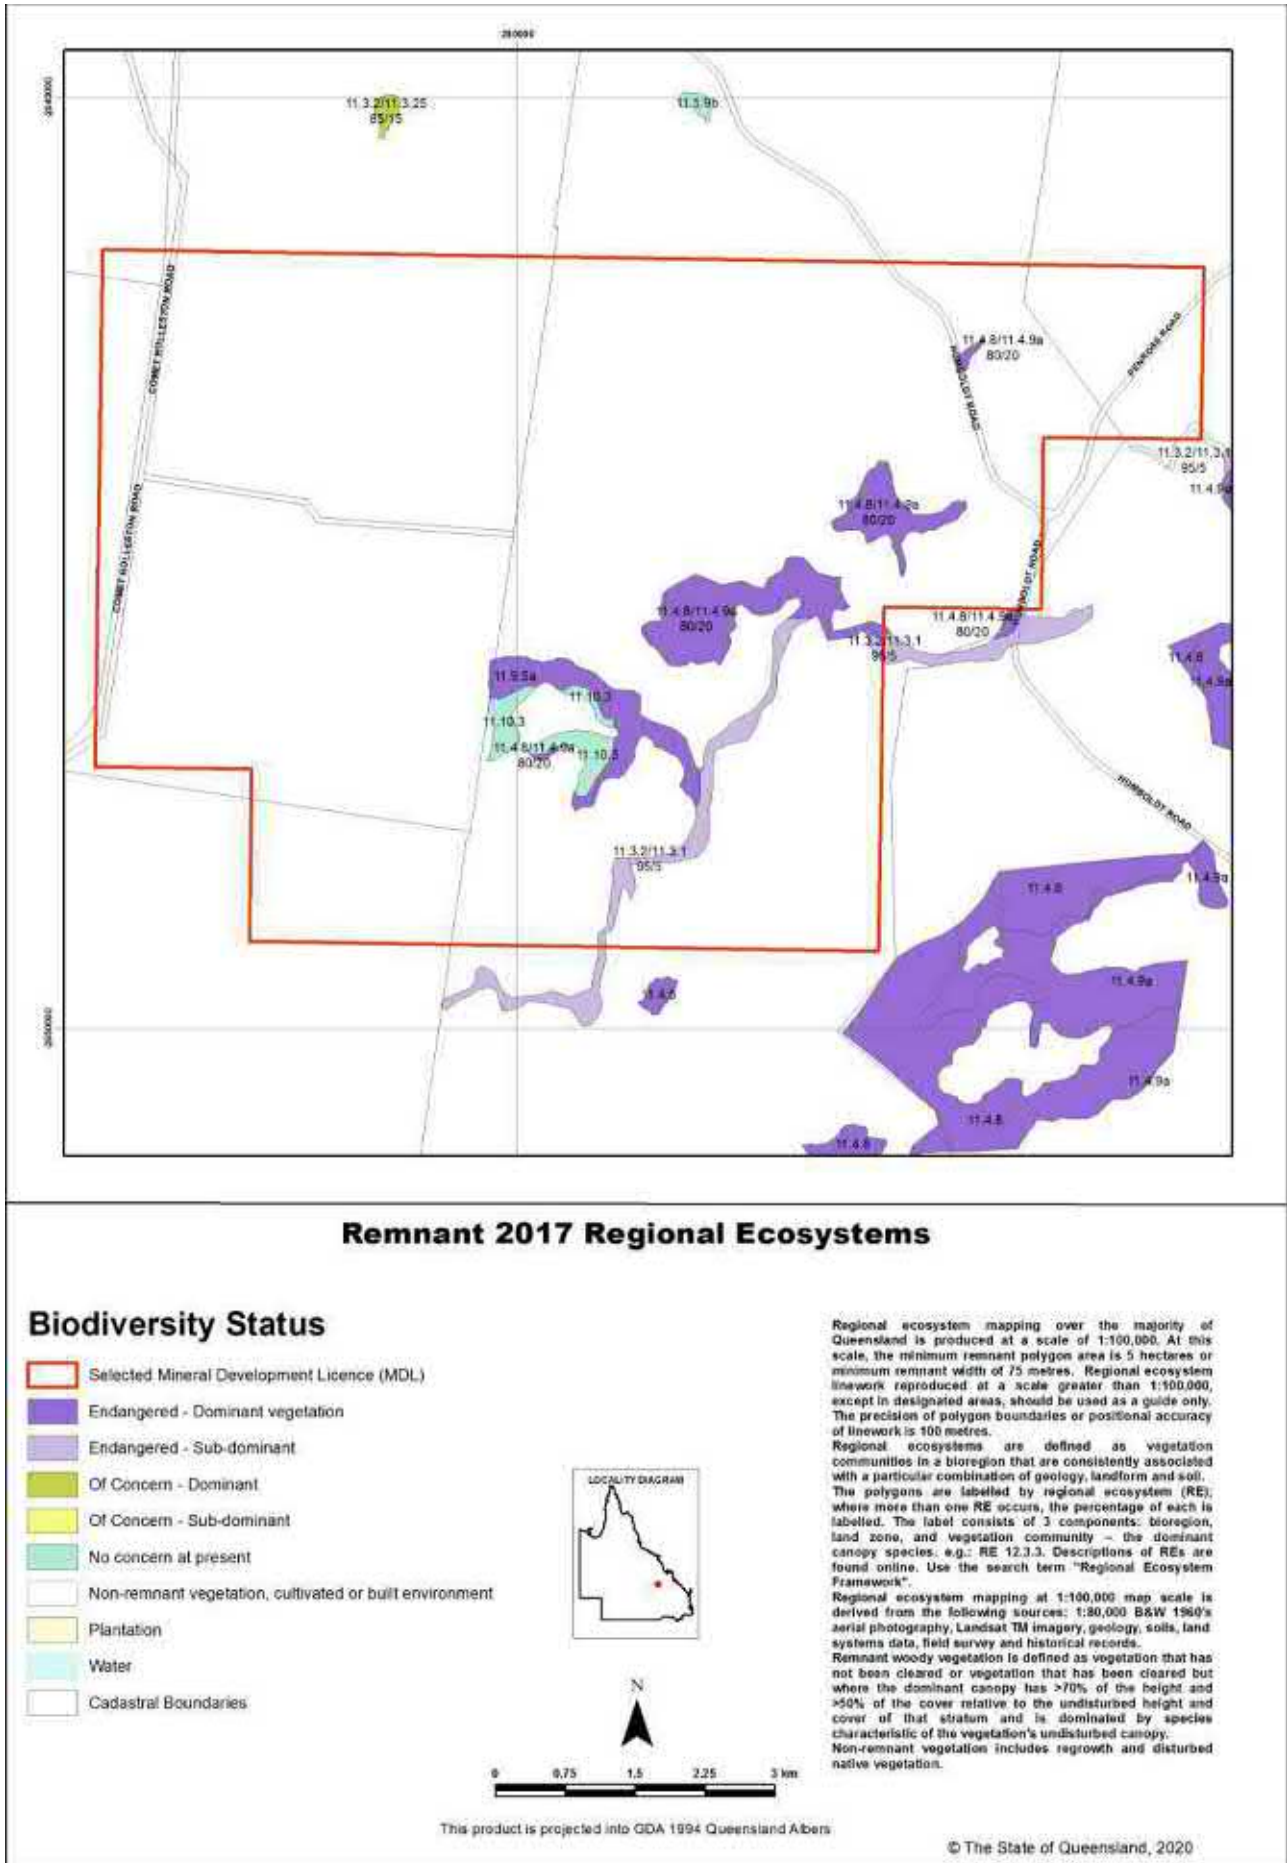 280000
11.3.2/11.3.25
85/15
COMET ROLLESTON ROAD
11.4.8/11.4.9a
80/20
HUMBOLDT ROAD
PENROSE ROAD
11.3.2/11.3.1
95/5
11.4.9a
COMET ROLLESTON ROAD
11.4.8/11.4.9a
80/20
HUMBOLDT ROAD
11.4.8/11.4.9a
80/20
11.4.8/11.4.9a
80/20
11.3.2/11.3.1
95/5
11.4.8
11.4.9a
11.9.5a
11.10.3
11.10.3
11.4.8/11.4.9a
80/20
11.10.3
HUMBOLDT ROAD
11.3.2/11.3.1
95/5
11.4.8
11.4.9a
11.4.9a
11.4.9a
11.4.8
11.4.8
Remnant 2017 Regional Ecosystems
Biodiversity Status
Selected Mineral Development Licence (MDL)
Endangered - Dominant vegetation
Endangered - Sub-dominant
Of Concern - Dominant
Of Concern - Sub-dominant
No concern at present
Non-remnant vegetation, cultivated or built environment
Plantation
Water
Cadastral Boundaries
LOCALITY DIAGRAM
N
0 0.75 1.5 2.25 3 km
This product is projected into GDA 1994 Queensland Albers
Regional ecosystem mapping over the majority of
Queensland is produced at a scale of 1:100,000. At this
scale, the minimum remnant polygon area is 5 hectares or
minimum remnant width of 75 metres. Regional ecosystem
linework reproduced at a scale greater than 1:100,000,
except in designated areas, should be used as a guide only.
The precision of polygon boundaries or positional accuracy
of linework is 100 metres.
Regional ecosystems are defined as vegetation
communities in a bioregion that are consistently associated
with a particular combination of geology, landform and soil.
The polygons are labelled by regional ecosystem (RE);
where more than one RE occurs, the percentage of each is
labelled. The label consists of 3 components: bioregion,
land zone, and vegetation community – the dominant
canopy species. e.g.: RE 12.3.3. Descriptions of REs are
found online. Use the search term "Regional Ecosystem
Framework".
Regional ecosystem mapping at 1:100,000 map scale is
derived from the following sources: 1:80,000 B&W 1960's
aerial photography, Landsat TM imagery, geology, soils, land
systems data, field survey and historical records.
Remnant woody vegetation is defined as vegetation that has
not been cleared or vegetation that has been cleared but
where the dominant canopy has >70% of the height and
>50% of the cover relative to the undisturbed height and
cover of that stratum and is dominated by species
characteristic of the vegetation's undisturbed canopy.
Non-remnant vegetation includes regrowth and disturbed
native vegetation.
© The State of Queensland, 2020